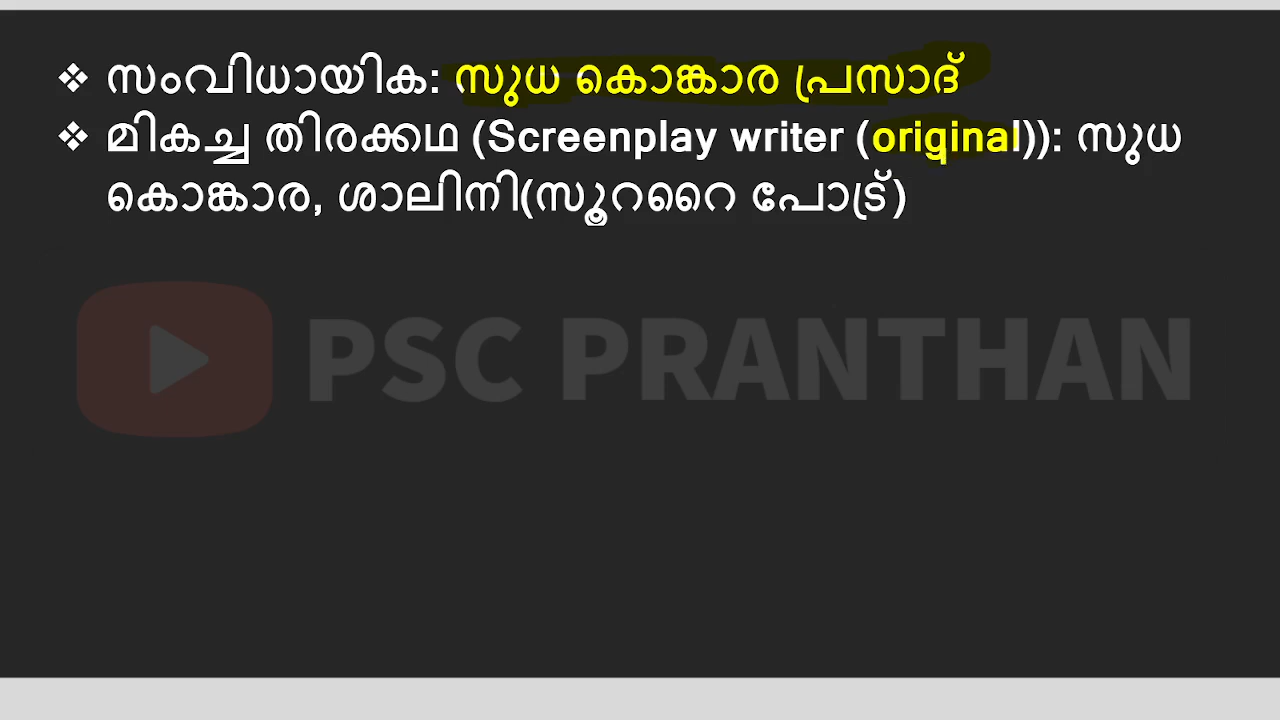 ❖ സംവിധായിക: സുധ കൊങ്കാര പ്രസാദ്
❖ മികച്ച തിരക്കഥ (Screenplay writer (original)): സുധ
കൊങ്കാര, ശാലിനി(സൂററൈ പോട്ര്)
PSC PRANTHAN